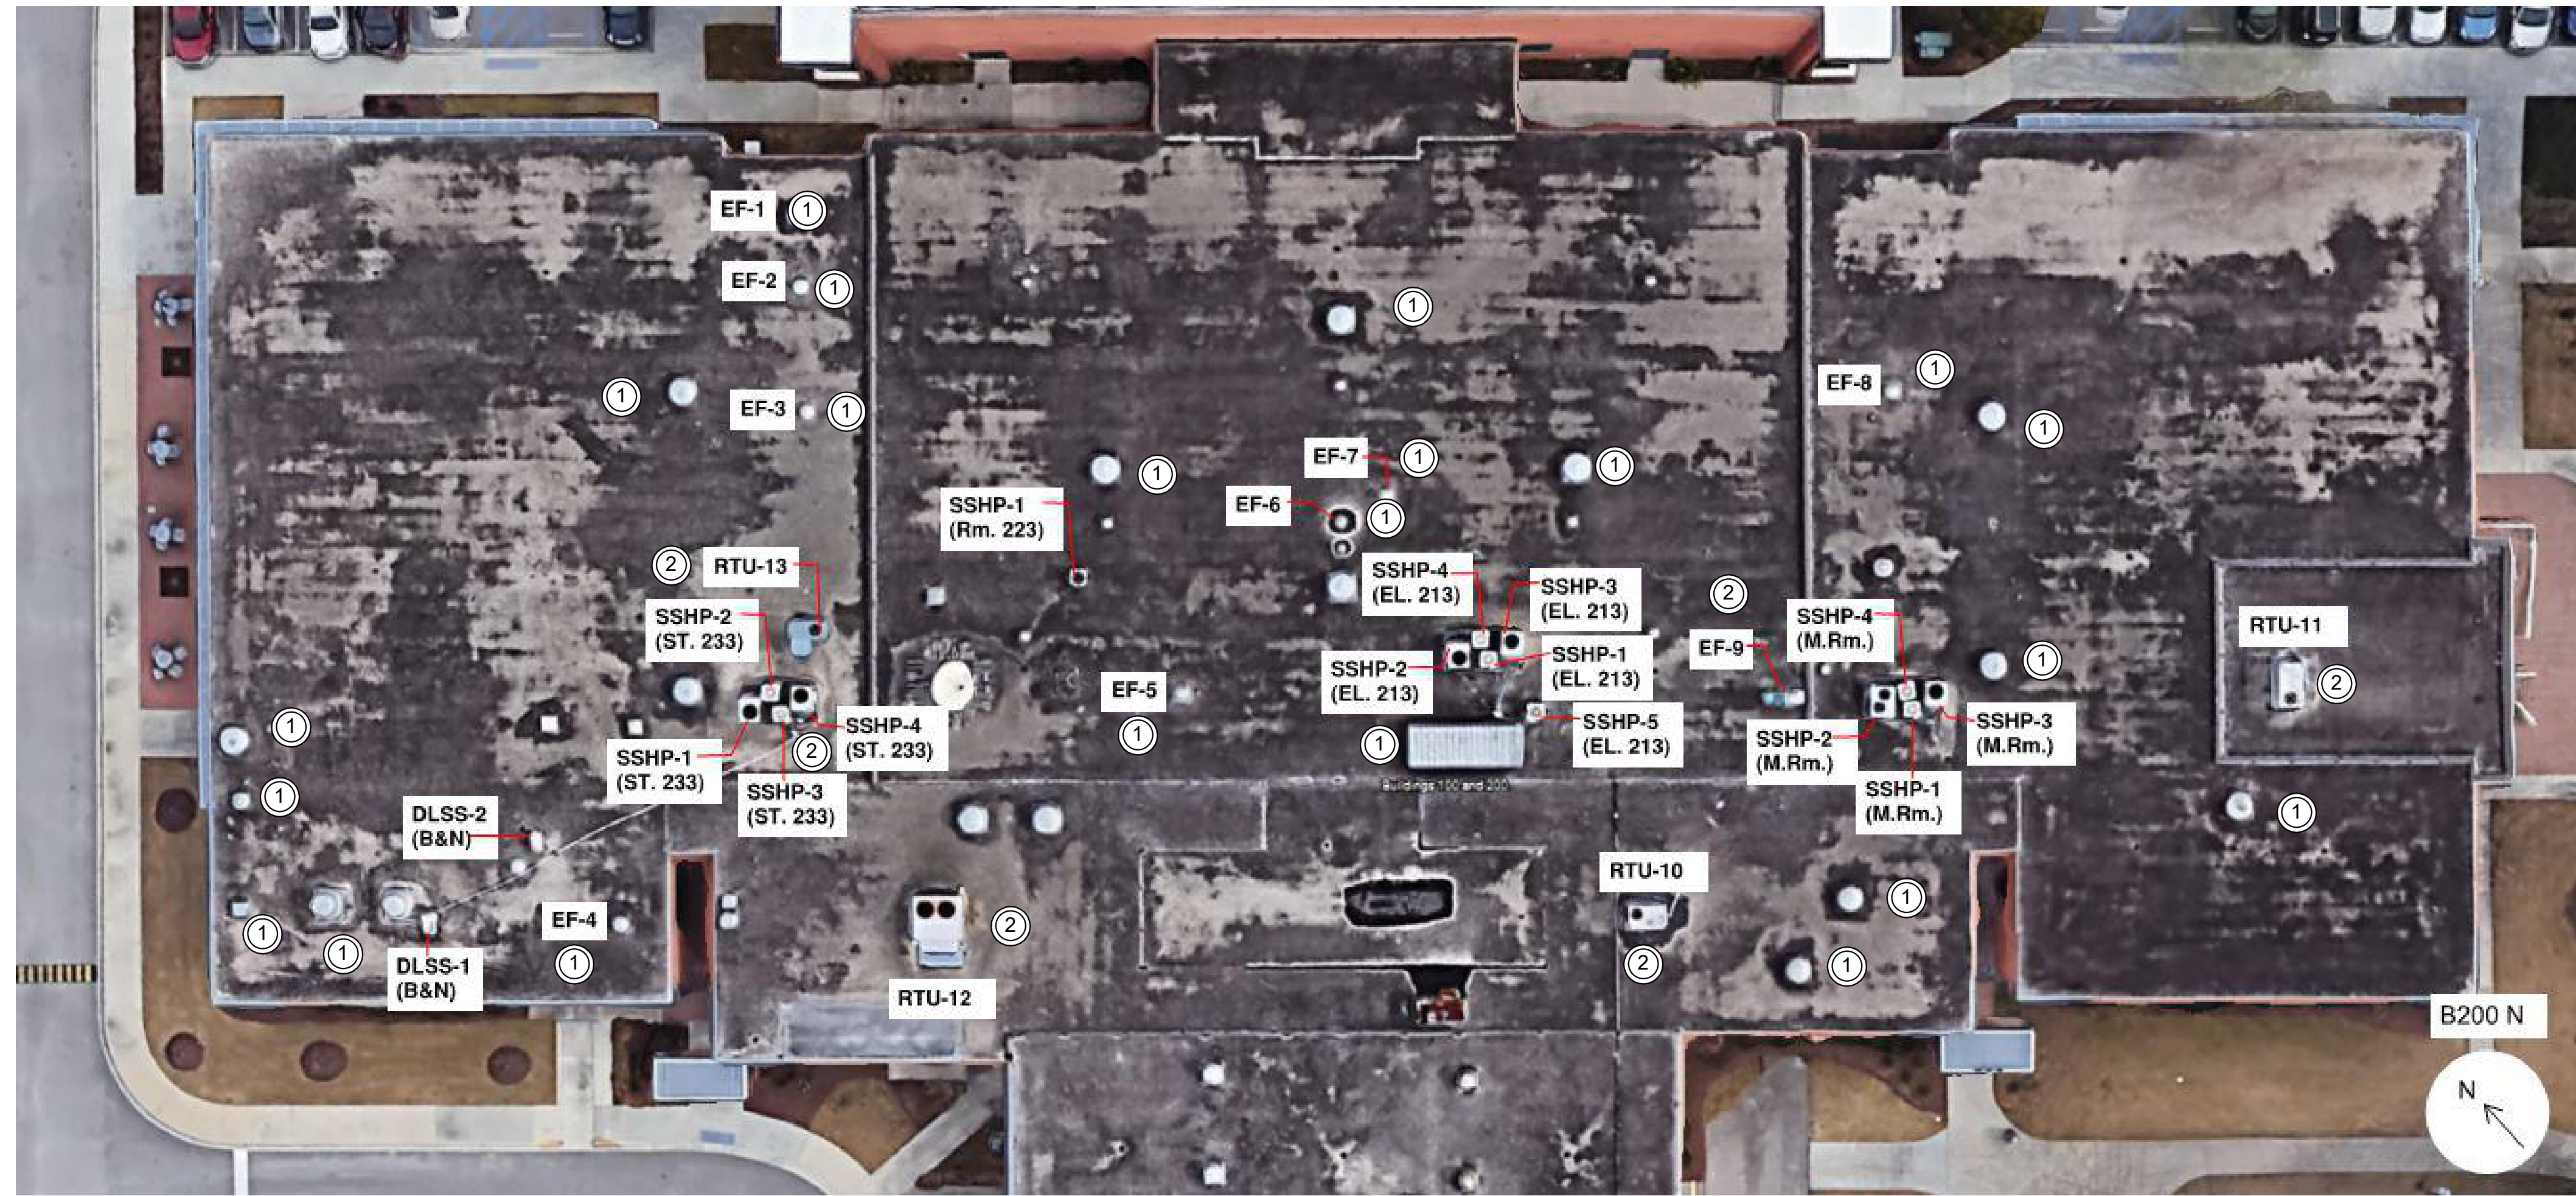 EF-1
1
EF-2
1
1
1
EF-8
1
EF-3
1
1
EF-7
1
1
1
SSHP-1
(Rm. 223)
EF-6
1
2
RTU-13
SSHP-4
(EL. 213)
SSHP-3
(EL. 213)
2
SSHP-2
(ST. 233)
SSHP-4
(M.Rm.)
RTU-11
EF-9
SSHP-1
(EL. 213)
SSHP-2
(EL. 213)
1
2
EF-5
1
1
SSHP-4
(ST. 233)
2
1
SSHP-5
(EL. 213)
SSHP-2
(M.Rm.)
SSHP-3
(M.Rm.)
SSHP-1
(ST. 233)
SSHP-3
(ST. 233)
Buildings 100 and 200
SSHP-1
(M.Rm.)
1
1
DLSS-2
(B&N)
RTU-10
1
2
EF-4
1
1
1
2
1
DLSS-1
(B&N)
RTU-12
B200 N
N